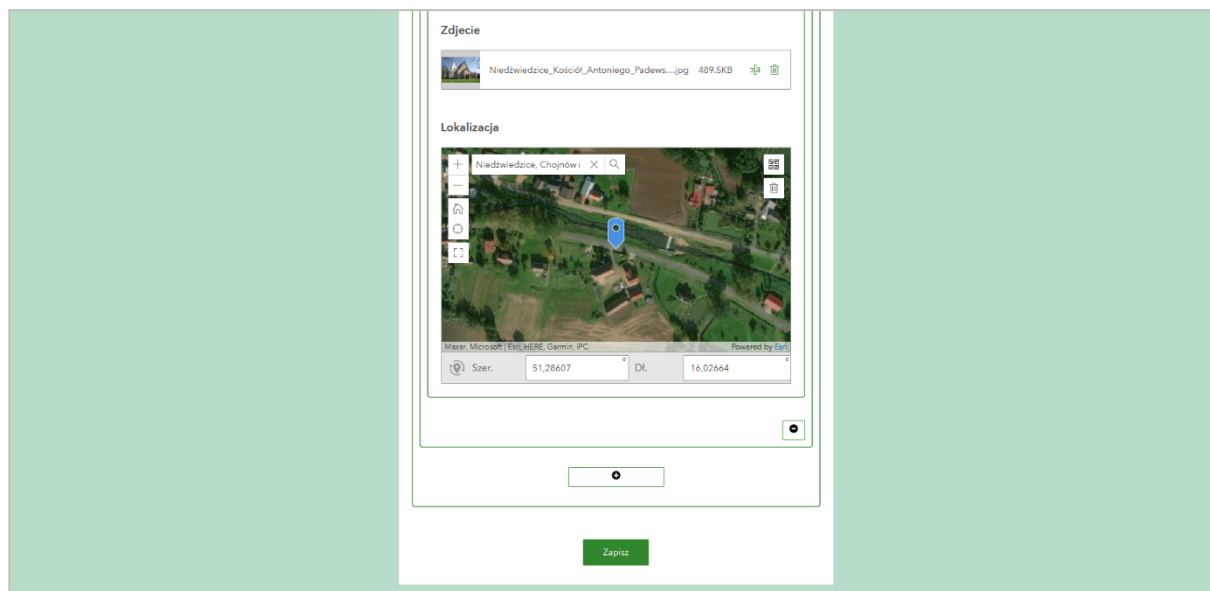 Zdjecie
Niedźwiedzice_Kościół_Antoniego_Padews....jpg 489.5KB
Lokalizacja
Niedźwiedzice, Chojnów
Maxar, Microsoft | Esri, HERE, Garmin, iPC Powered by Esri
Szer. 51,28607 ° Dł. 16,02664 °
Zapisz